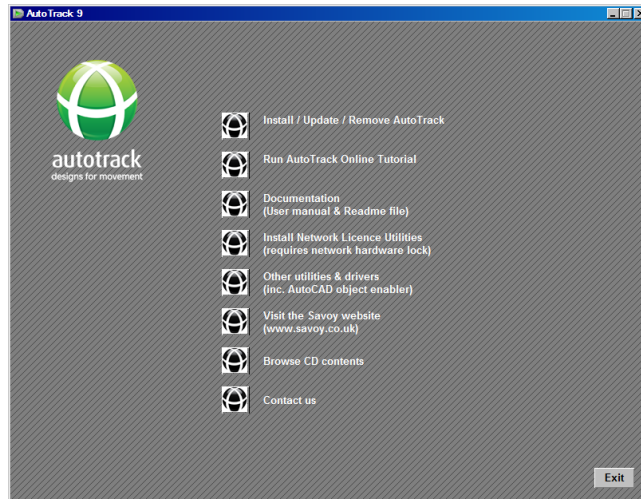 AutoTrack 9
autotrack
designs for movement
Install / Update / Remove AutoTrack
Run AutoTrack Online Tutorial
Documentation
(User manual & Readme file)
Install Network Licence Utilities
(requires network hardware lock)
Other utilities & drivers
(inc. AutoCAD object enabler)
Visit the Savoy website
(www.savoy.co.uk)
Browse CD contents
Contact us
Exit